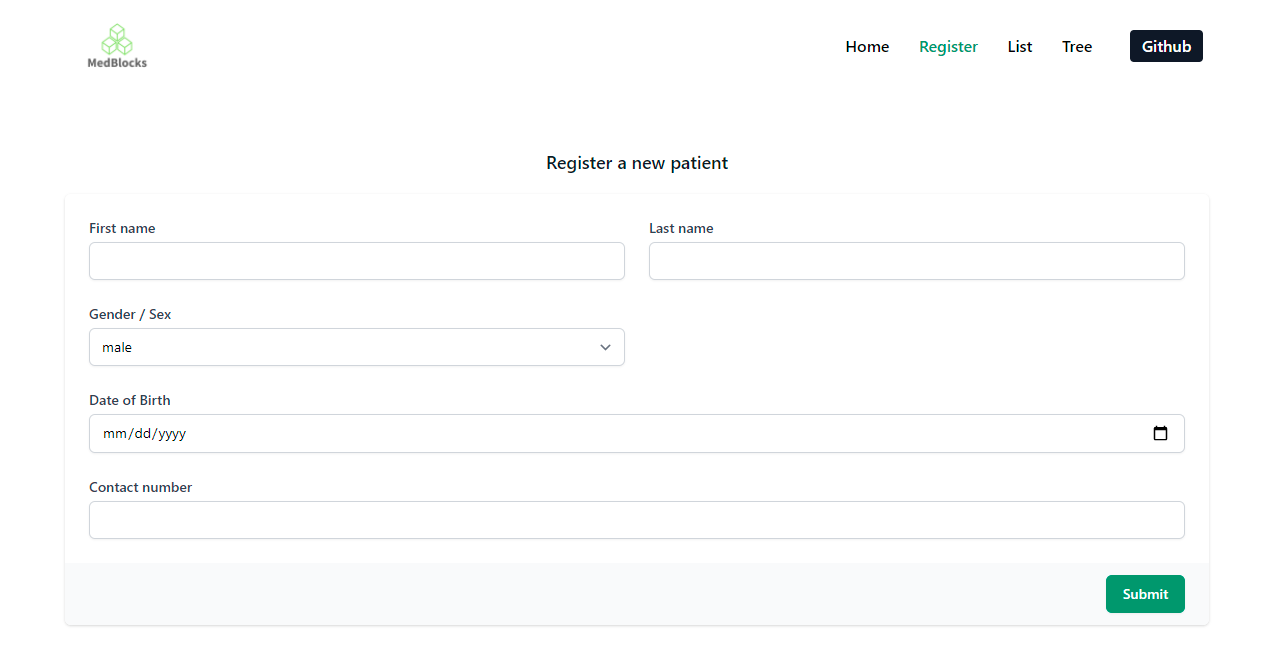 MedBlocks
Home Register List Tree Github
Register a new patient
First name Last name
Gender / Sex
male
Date of Birth
mm/dd/yyyy
Contact number
Submit